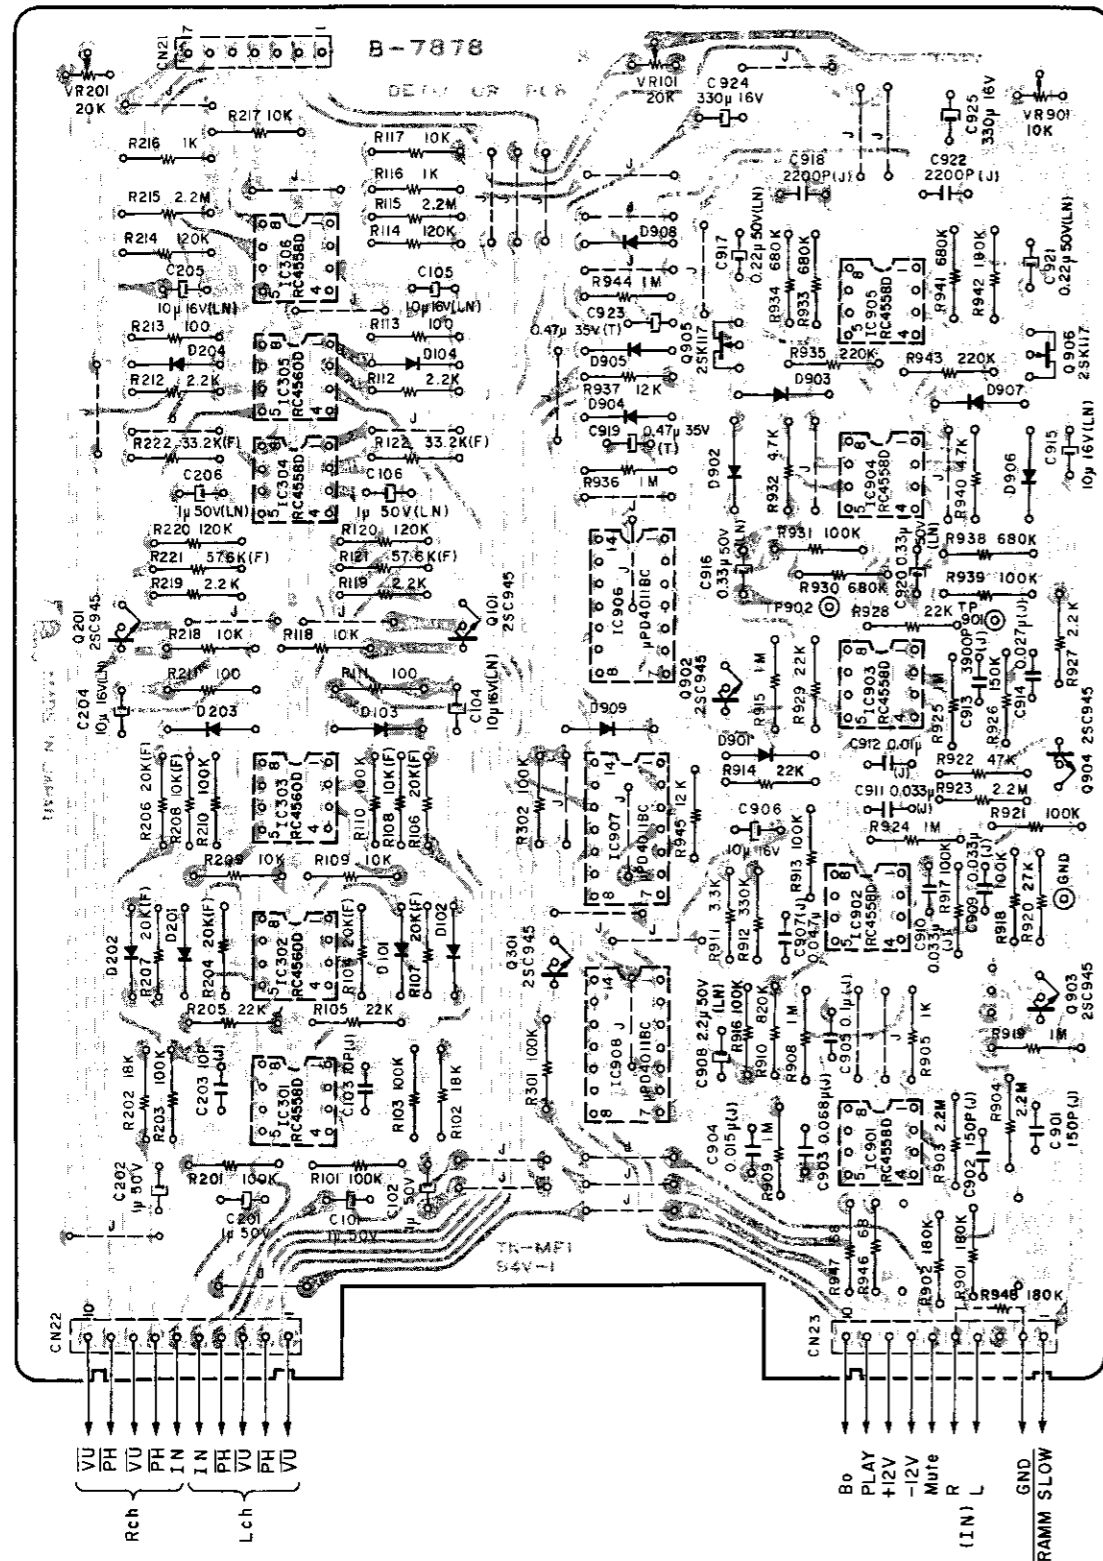 CN21
7
1
B-7878
VR201
20K
J
VR101
20K
C924
330μ 16V
C925
330μ 16V
VR901
10K
R217 10K
R216 1K
R117 10K
R116 1K
R215 2.2M
R115 2.2M
R214 120K
R114 120K
C918
2200P(J)
C922
2200P(J)
D908
C917
0.22μ 50V(LN)
R934 680K
R933 680K
IC905
RC4558D
R941 680K
R942 180K
C921
0.22μ 50V(LN)
IC306
RC4558D
C205
10μ 16V(LN)
C105
10μ 16V(LN)
R944 1M
C923
0.47μ 35V(T)
R213 100
R113 100
D204
D104
IC305
RC4560D
R212 2.2K
R112 2.2K
D905
R937 12K
D904
C919 0.47μ 35V
(T)
Q905
2SK117
R935 220K
R943 220K
Q906
2SK117
D903
D907
R222 33.2K(F)
R122 33.2K(F)
IC304
RC4558D
C206
1μ 50V(LN)
C106
1μ 50V(LN)
R936 1M
D902
R932 4.7K
IC904
RC4558D
R940 4.7K
D906
C915
10μ 16V(LN)
R220 120K
R120 120K
R221 57.6K(F)
R121 57.6K(F)
R219 2.2K
R119 2.2K
IC906
μPD4011BC
C916
0.33μ 50V
(LN)
R931 100K
R930 680K
C920 0.33μ
50V
(LN)
R938 680K
R939 100K
TP902
R928 22K
TP
901
Q201
2SC945
R218 10K
R118 10K
Q101
2SC945
C204
10μ 16V(LN)
R211 100
R111 100
C104
10μ 16V(LN)
D203
D103
D909
Q902
2SC945
R915 1M
R929 22K
IC903
RC4558D
R925 1M
C913 3900P
(J)
R926 150K
C914 0.027μ(J)
R927 2.2K
D901
R914 22K
C912 0.01μ
(J)
C911 0.033μ
(J)
R922 47K
R923 2.2M
R924 1M
R921
100K
Q904 2SC945
R206 20K(F)
R208 10K(F)
R210 100K
IC303
RC4560D
R110 100K
R108 10K(F)
R106 20K(F)
R302 100K
IC907
μPD4011BC
R945 12K
C906
10μ 16V
R913 100K
R209 10K
R109 10K
R911 3.3K
R912 330K
C907(J)
0.047μ
IC902
RC4558D
C910
0.033μ
(J)
R917 100K
C909 0.033μ
(J)
R918 100K
R920 27K
GND
D202
R207 20K(F)
D201
R204 20K(F)
IC302
RC4560D
R104 20K(F)
D101
R107 20K(F)
D102
Q301
2SC945
R205 22K
R105 22K
R301 100K
IC908
μPD4011BC
C908 2.2μ 50V
(LN)
R916 100K
R910 820K
R908 1M
C905 0.1μ(J)
R905 1K
Q903
2SC945
R919 1M
R202 18K
R203 100K
C203 10P(J)
IC301
RC4558D
C103 10P(J)
R103 100K
R102 18K
C904
0.015μ(J)
R909 1M
C903 0.068μ(J)
IC901
RC4558D
R903 2.2M
C902 150P(J)
R904
2.2M
C901
150P(J)
C202
1μ 50V
R201 100K
R101 100K
C102
1μ 50V
C201
1μ 50V
C101
1μ 50V
TK-MF1
94V-1
R947 68
R946 68
R902 180K
R901 180K
R948 180K
CN22
10
1
CN23
10
1
VU PH VU PH IN IN PH VU PH VU
Rch
Lch
Bo PLAY +12V -12V Mute R L GND RAMM SLOW
(IN)